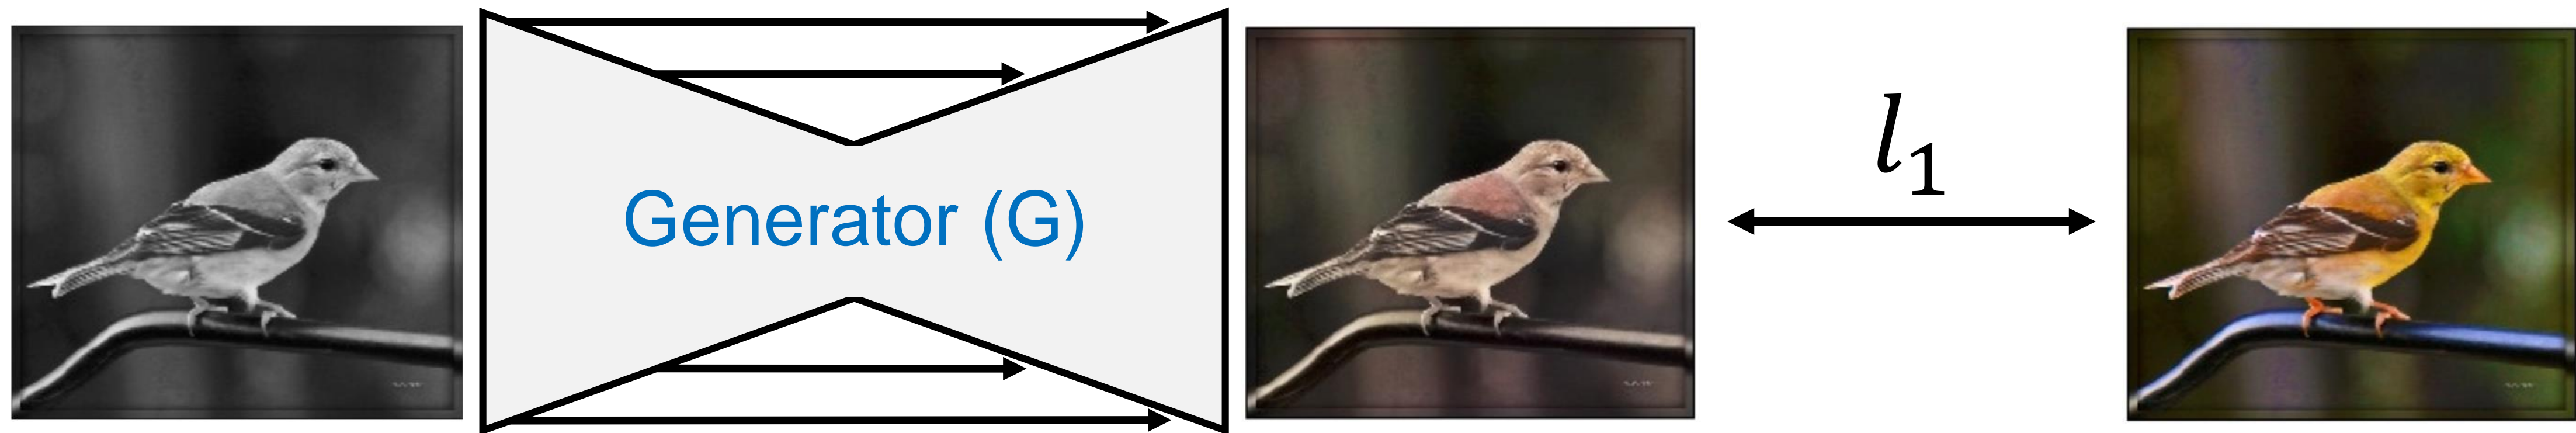 Generator (G)
l₁